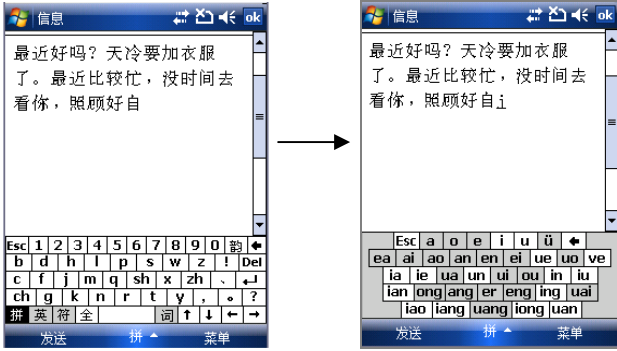 信息
ok
最近好吗？天冷要加衣服
了。最近比较忙，没时间去
看你，照顾好自
Esc 1 2 3 4 5 6 7 8 9 0 韵 ←
b d h l p s w z ! Del
c f j m q sh x zh 、 ↵
ch g k n r t y , 。 ?
拼 英 符 全 词 ↑ ↓ ← →
发送 拼 菜单
信息
ok
最近好吗？天冷要加衣服
了。最近比较忙，没时间去
看你，照顾好自i
Esc a o e i u ü ←
ea ai ao an en ei ue uo ve
ia ie ua un ui ou in iu
ian ong ang er eng ing uai
iao iang uang iong uan
发送 拼 菜单